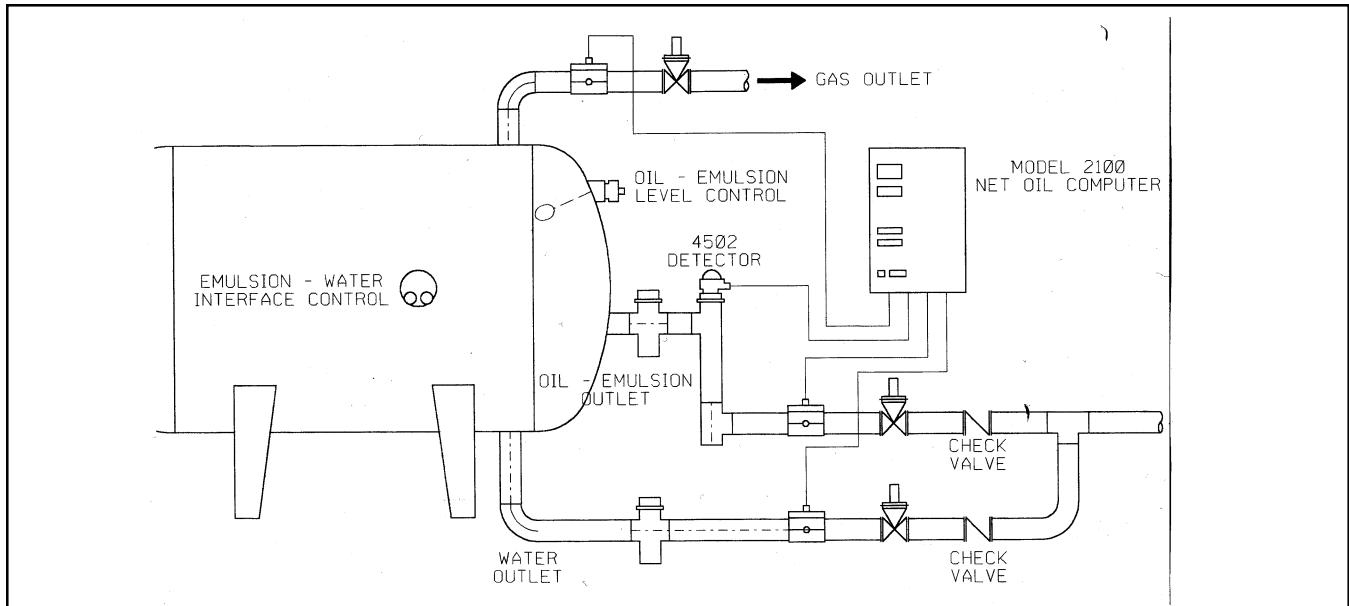 GAS OUTLET
OIL - EMULSION
LEVEL CONTROL
MODEL 2100
NET OIL COMPUTER
4502
DETECTOR
EMULSION - WATER
INTERFACE CONTROL
OIL - EMULSION
OUTLET
CHECK
VALVE
WATER
OUTLET
CHECK
VALVE